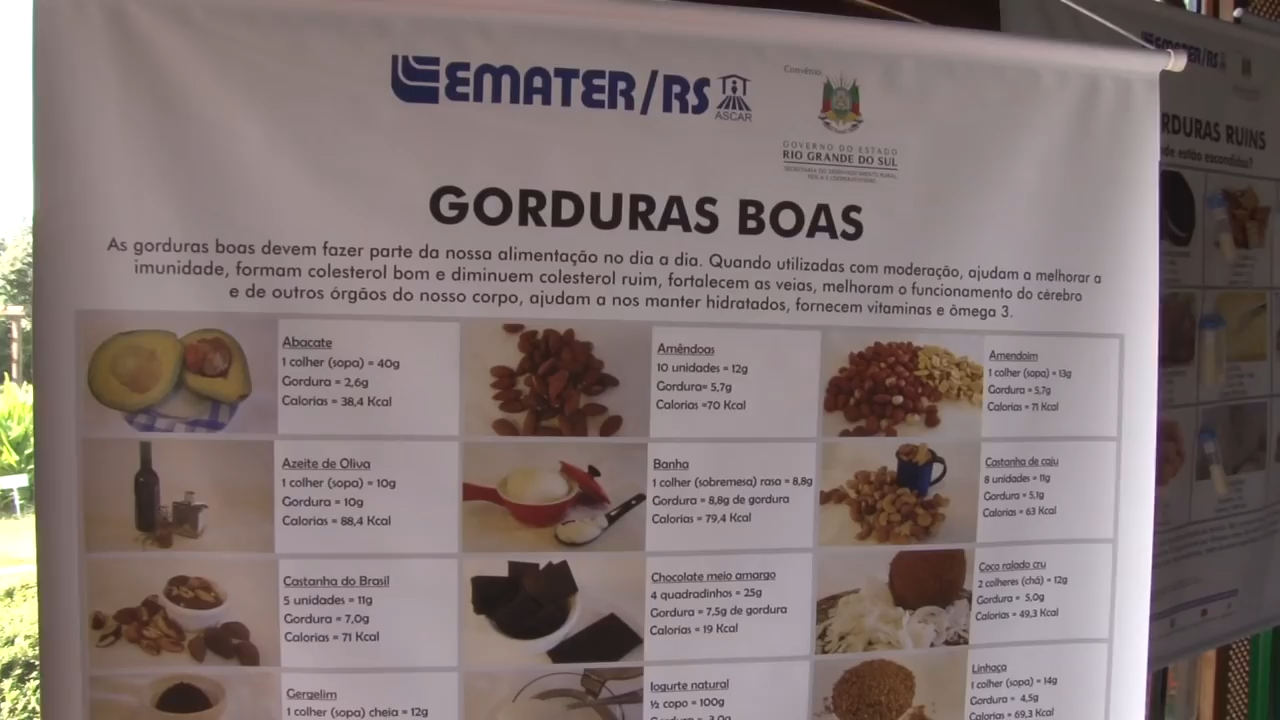 EMATER/RS
ASCAR
Convênio
GOVERNO DO ESTADO
RIO GRANDE DO SUL
GORDURAS BOAS
As gorduras boas devem fazer parte da nossa alimentação no dia a dia. Quando utilizadas com moderação, ajudam a melhorar a
imunidade, formam colesterol bom e diminuem colesterol ruim, fortalecem as veias, melhoram o funcionamento do cérebro
e de outros órgãos do nosso corpo, ajudam a nos manter hidratados, fornecem vitaminas e ômega 3.
Abacate
1 colher (sopa) = 40g
Gordura = 2,6g
Calorias = 38,4 Kcal
Amêndoas
10 unidades = 12g
Gordura= 5,7g
Calorias =70 Kcal
Amendoim
1 colher (sopa) = 13g
Gordura = 5,7g
Calorias = 71 Kcal
Azeite de Oliva
1 colher (sopa) = 10g
Gordura = 10g
Calorias = 88,4 Kcal
Banha
1 colher (sobremesa) rasa = 8,8g
Gordura = 8,8g de gordura
Calorias = 79,4 Kcal
Castanha de caju
8 unidades = 11g
Gordura = 5,1g
Calorias = 63 Kcal
Castanha do Brasil
5 unidades = 11g
Gordura = 7,0g
Calorias = 71 Kcal
Chocolate meio amargo
4 quadradinhos = 25g
Gordura = 7,5g de gordura
Calorias = 19 Kcal
Coco ralado cru
2 colheres (chá) = 12g
Gordura = 5,0g
Calorias = 49,3 Kcal
Gergelim
1 colher (sopa) cheia = 12g
Iogurte natural
½ copo = 100g
Gordura = 3,0g
Linhaça
1 colher (sopa) = 14g
Gordura = 4,5g
Calorias = 69,3 Kcal
EMATER/RS
RDURAS RUINS
nde estão escondidas?